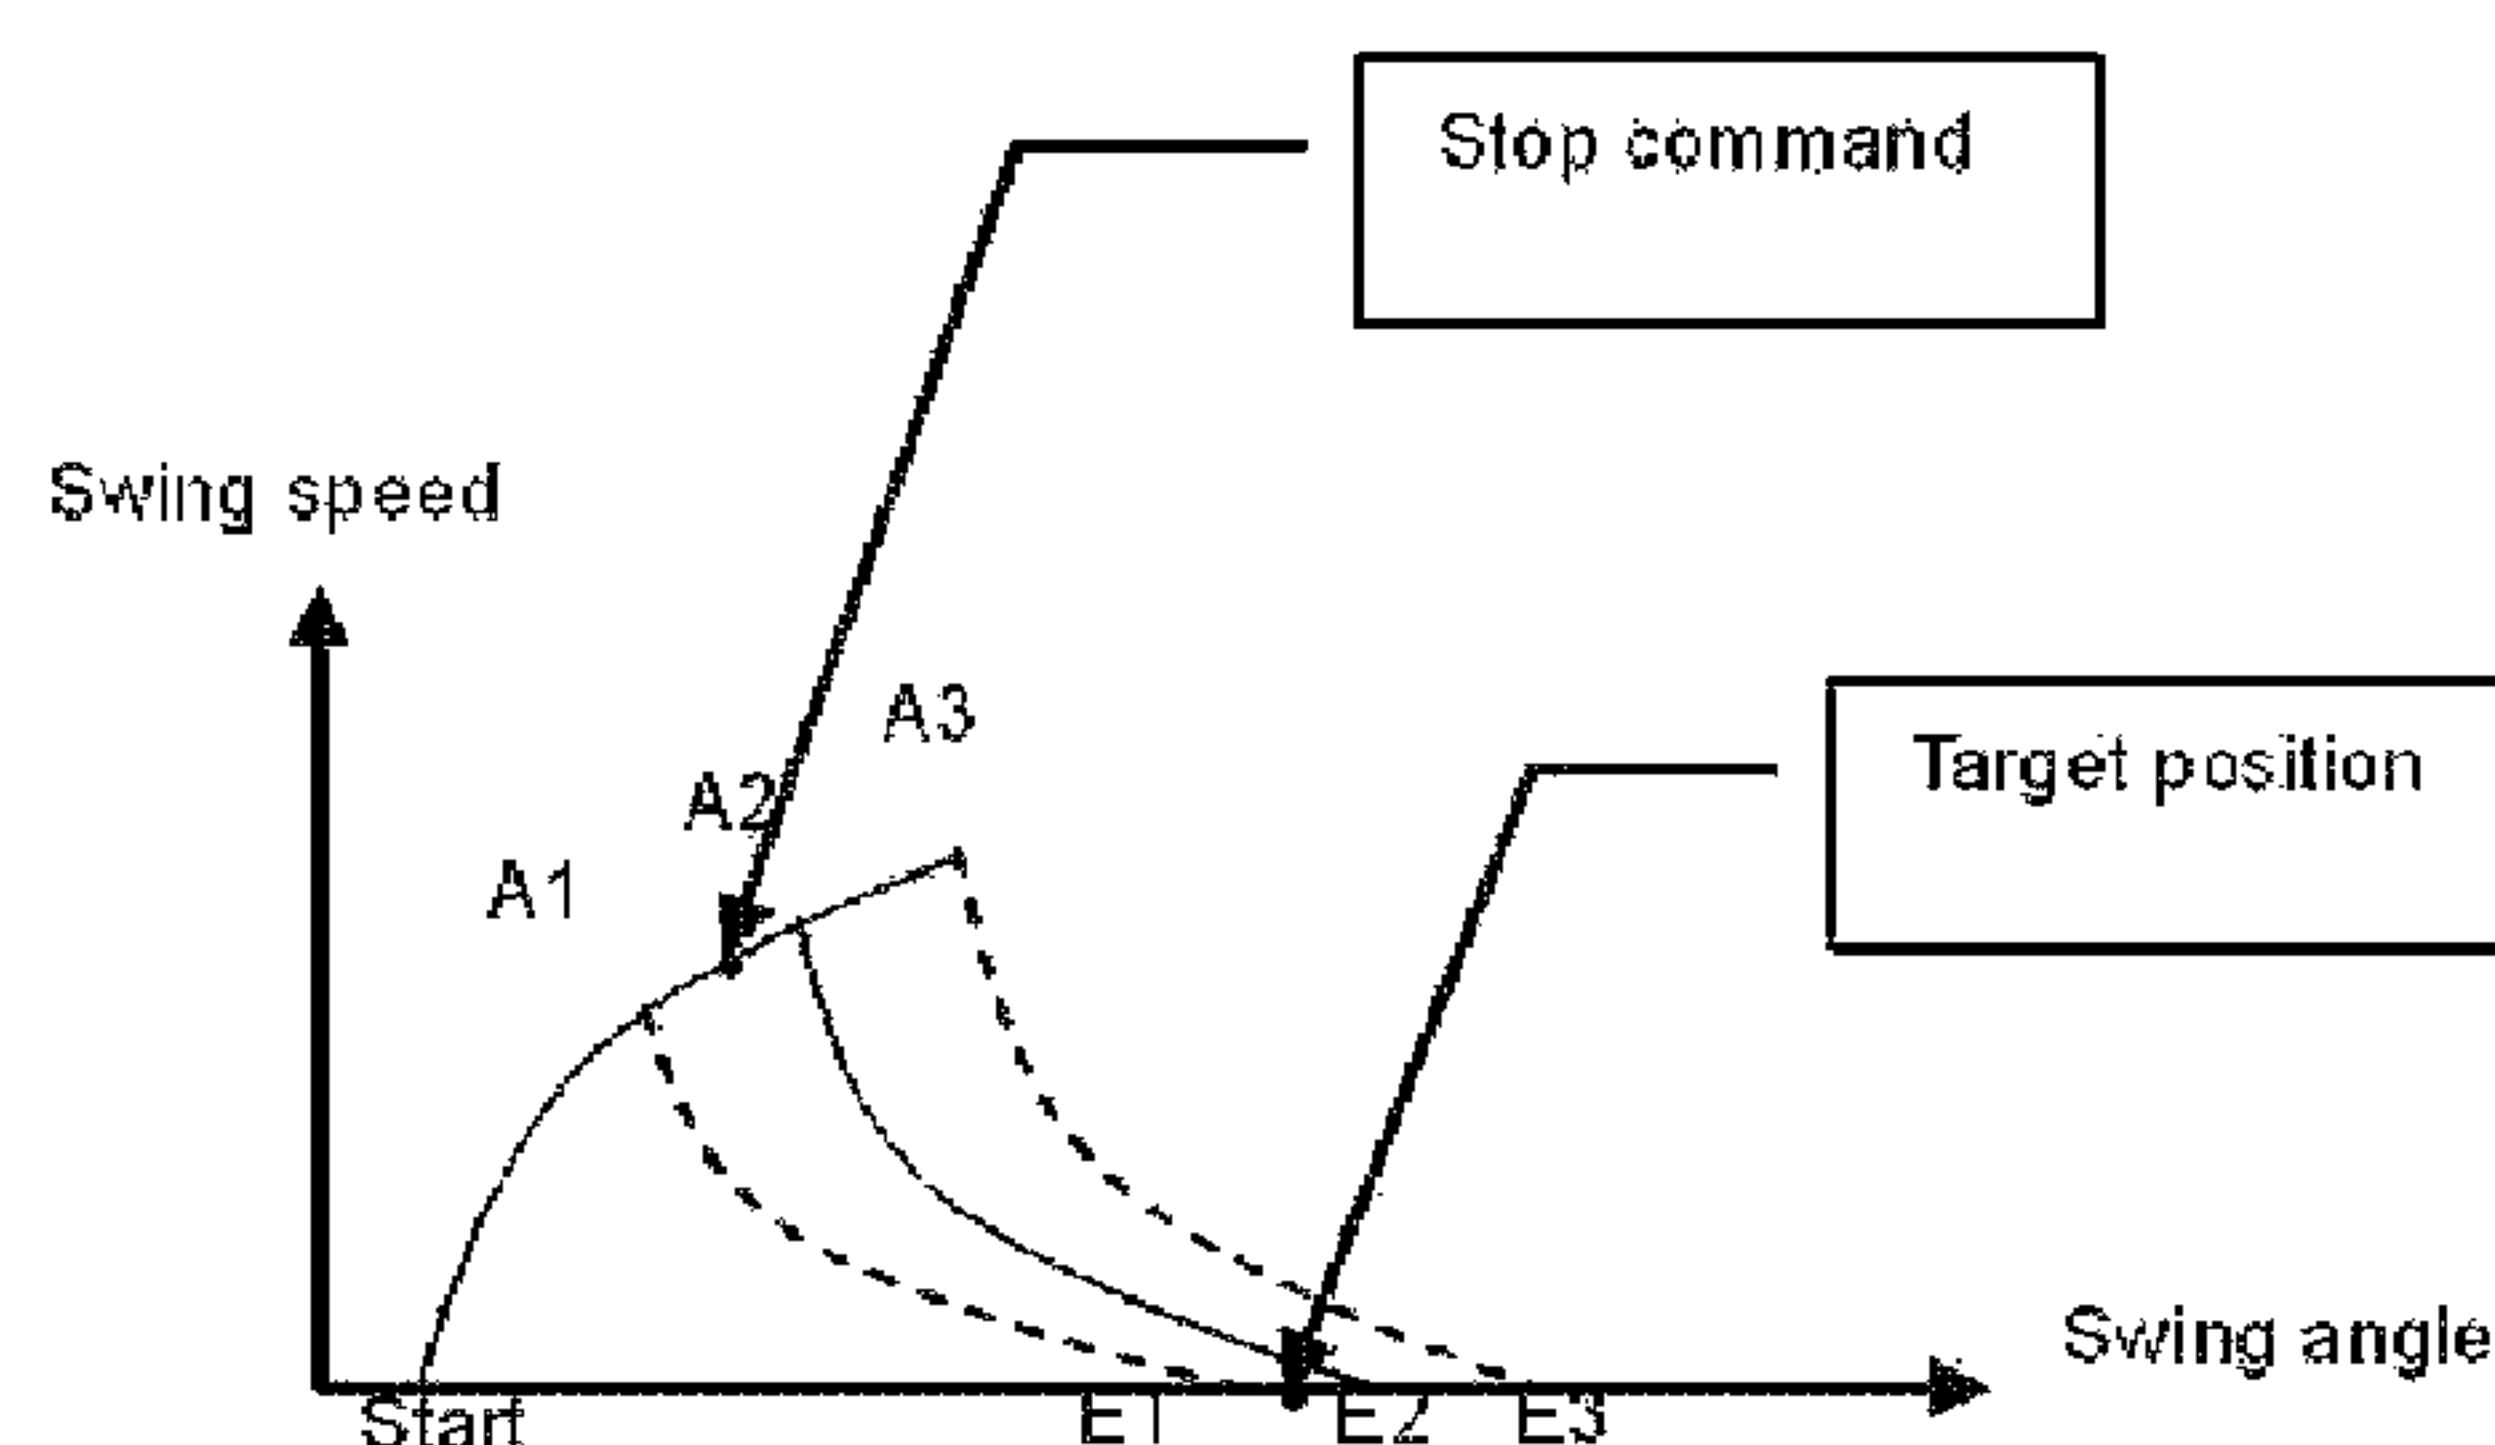 Stop command
Swing speed
A3
A2
Target position
A1
Swing angle
Start
E1
E2
E3